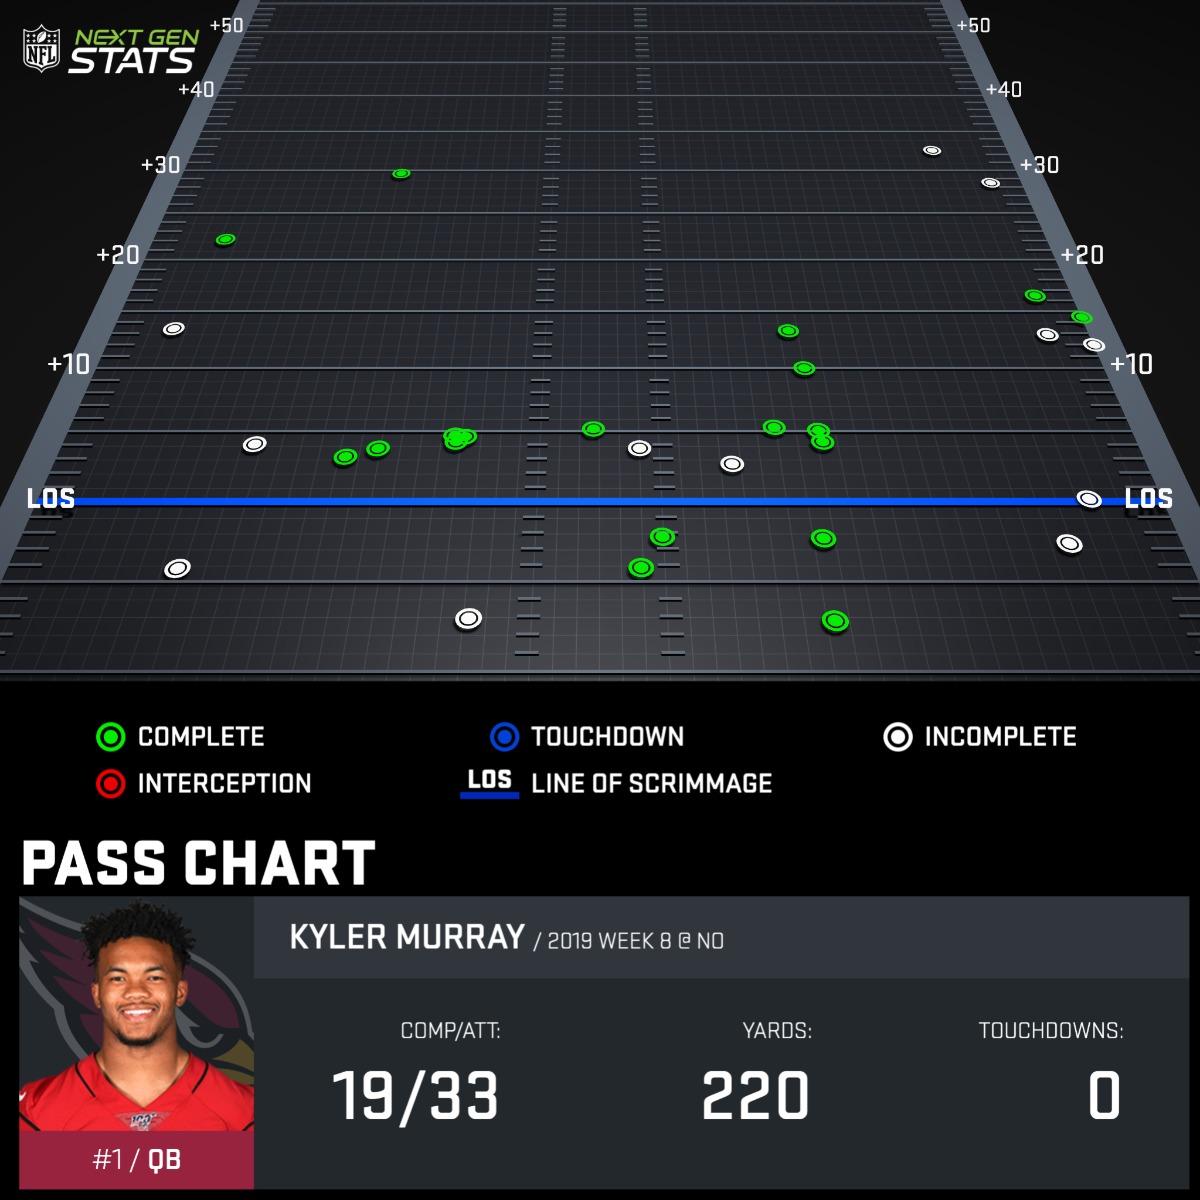 +50 +50
NFL NEXT GEN
STATS
+40 +40
+30 +30
+20 +20
+10 +10
LOS LOS
COMPLETE TOUCHDOWN INCOMPLETE
INTERCEPTION LOS LINE OF SCRIMMAGE
PASS CHART
KYLER MURRAY / 2019 WEEK 8 @ NO
COMP/ATT: YARDS: TOUCHDOWNS:
19/33 220 0
#1 / QB